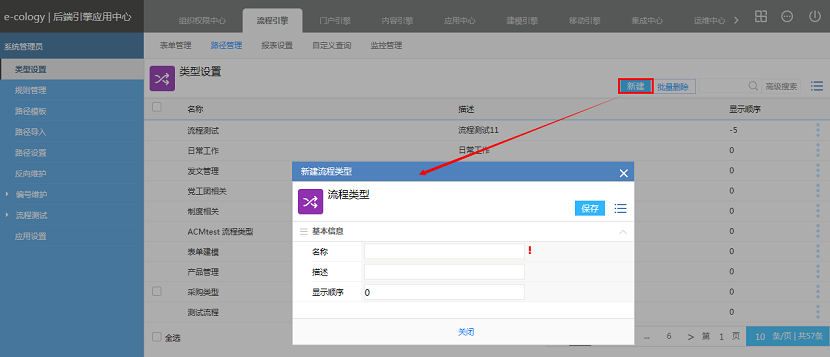 e-cology | 后端引擎应用中心
组织权限中心 流程引擎 门户引擎 内容引擎 应用中心 建模引擎 移动引擎 集成中心 运维中心
系统管理员
表单管理 路径管理 报表设置 自定义查询 监控管理
类型设置
规则管理
路径模板
路径导入
路径设置
反向维护
编号维护
流程测试
应用设置
类型设置
新建 批量删除 高级搜索
名称 描述 显示顺序
流程测试 流程测试11 -5
日常工作 日常工作 0
发文管理 0
党工团相关 0
制度相关 0
ACMtest 流程类型 0
表单建模 0
产品管理 0
采购类型 0
测试流程 0
新建流程类型
流程类型
保存
基本信息
名称 !
描述
显示顺序 0
关闭
全选 ... 6 > 第 1 页 10 条/页 | 共57条